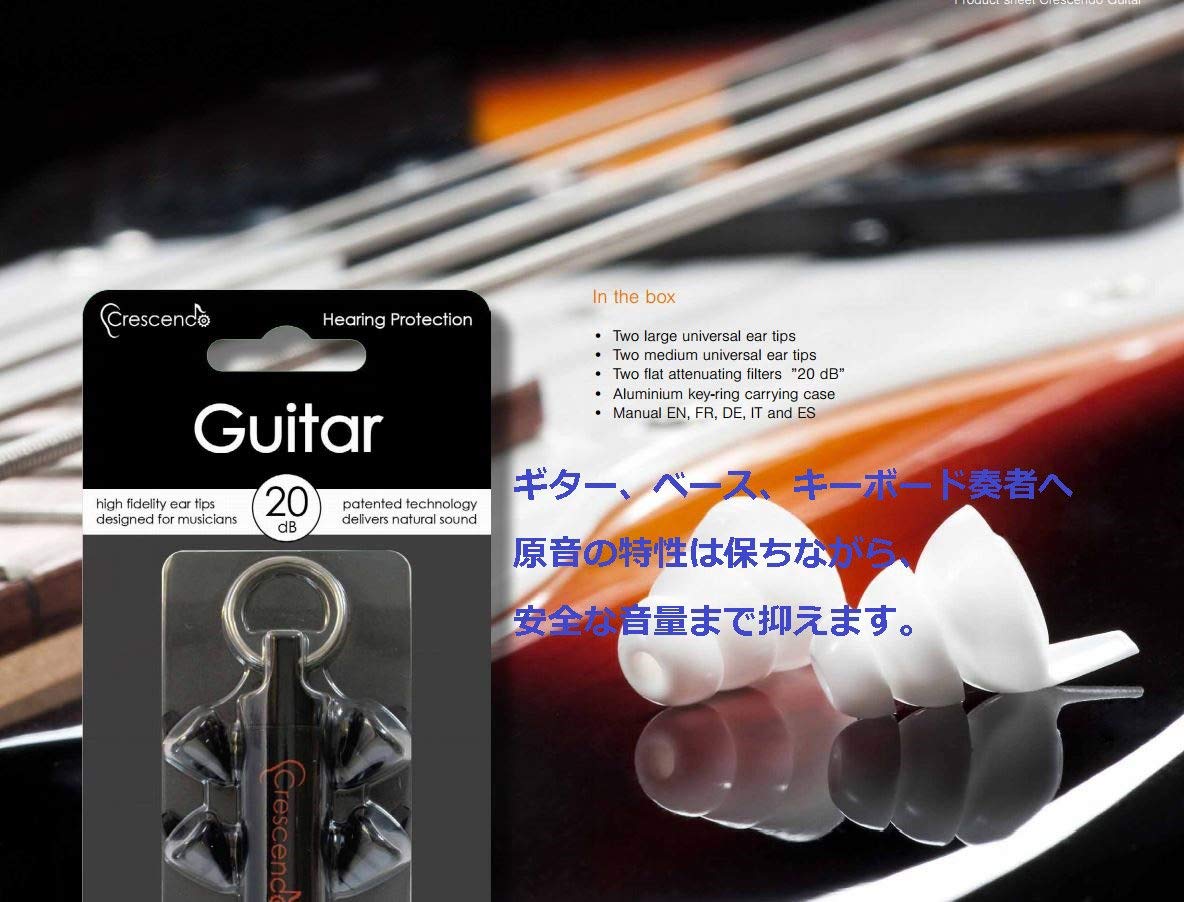 Product sheet Crescendo Guitar
Crescendo
Hearing Protection
Guitar
high fidelity ear tips
designed for musicians
20
dB
patented technology
delivers natural sound
Crescendo
In the box
• Two large universal ear tips
• Two medium universal ear tips
• Two flat attenuating filters ”20 dB”
• Aluminium key-ring carrying case
• Manual EN, FR, DE, IT and ES
ギター、ベース、キーボード奏者へ
原音の特性は保ちながら、
安全な音量まで抑えます。